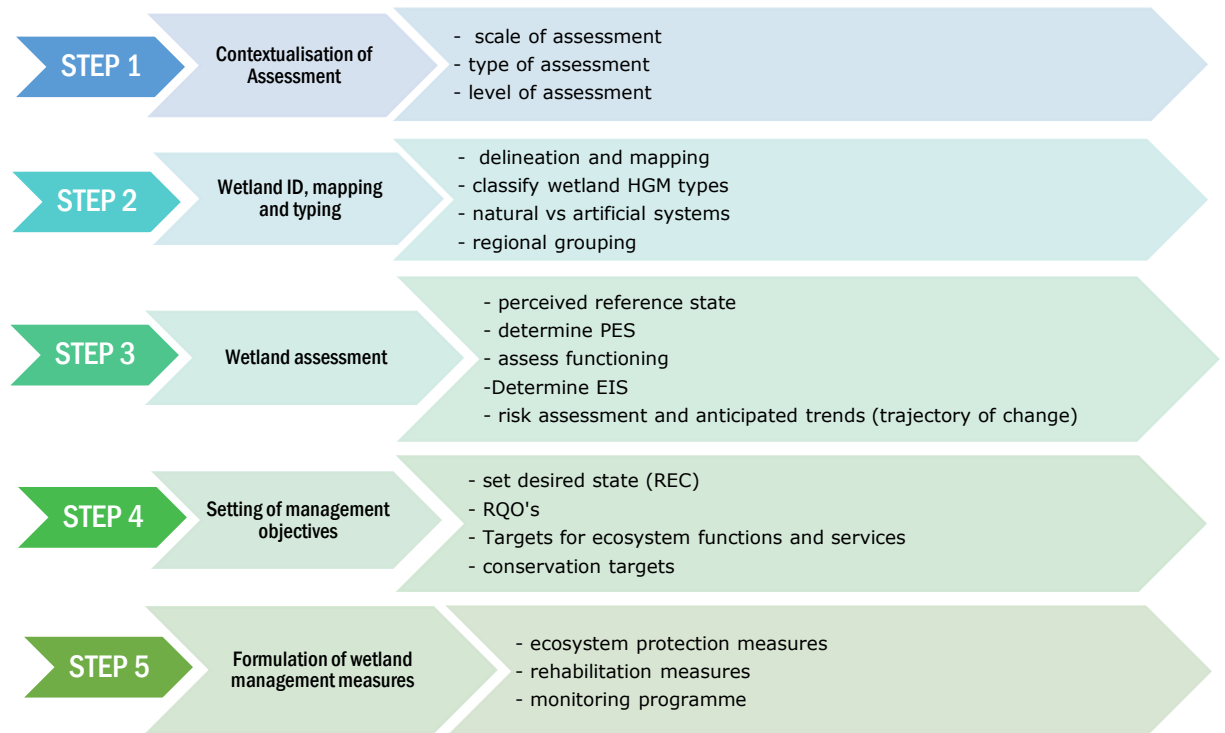 STEP 1
Contextualisation of
Assessment
- scale of assessment
- type of assessment
- level of assessment
STEP 2
Wetland ID, mapping
and typing
- delineation and mapping
- classify wetland HGM types
- natural vs artificial systems
- regional grouping
STEP 3
Wetland assessment
- perceived reference state
- determine PES
- assess functioning
-Determine EIS
- risk assessment and anticipated trends (trajectory of change)
STEP 4
Setting of management
objectives
- set desired state (REC)
- RQO's
- Targets for ecosystem functions and services
- conservation targets
STEP 5
Formulation of wetland
management measures
- ecosystem protection measures
- rehabilitation measures
- monitoring programme